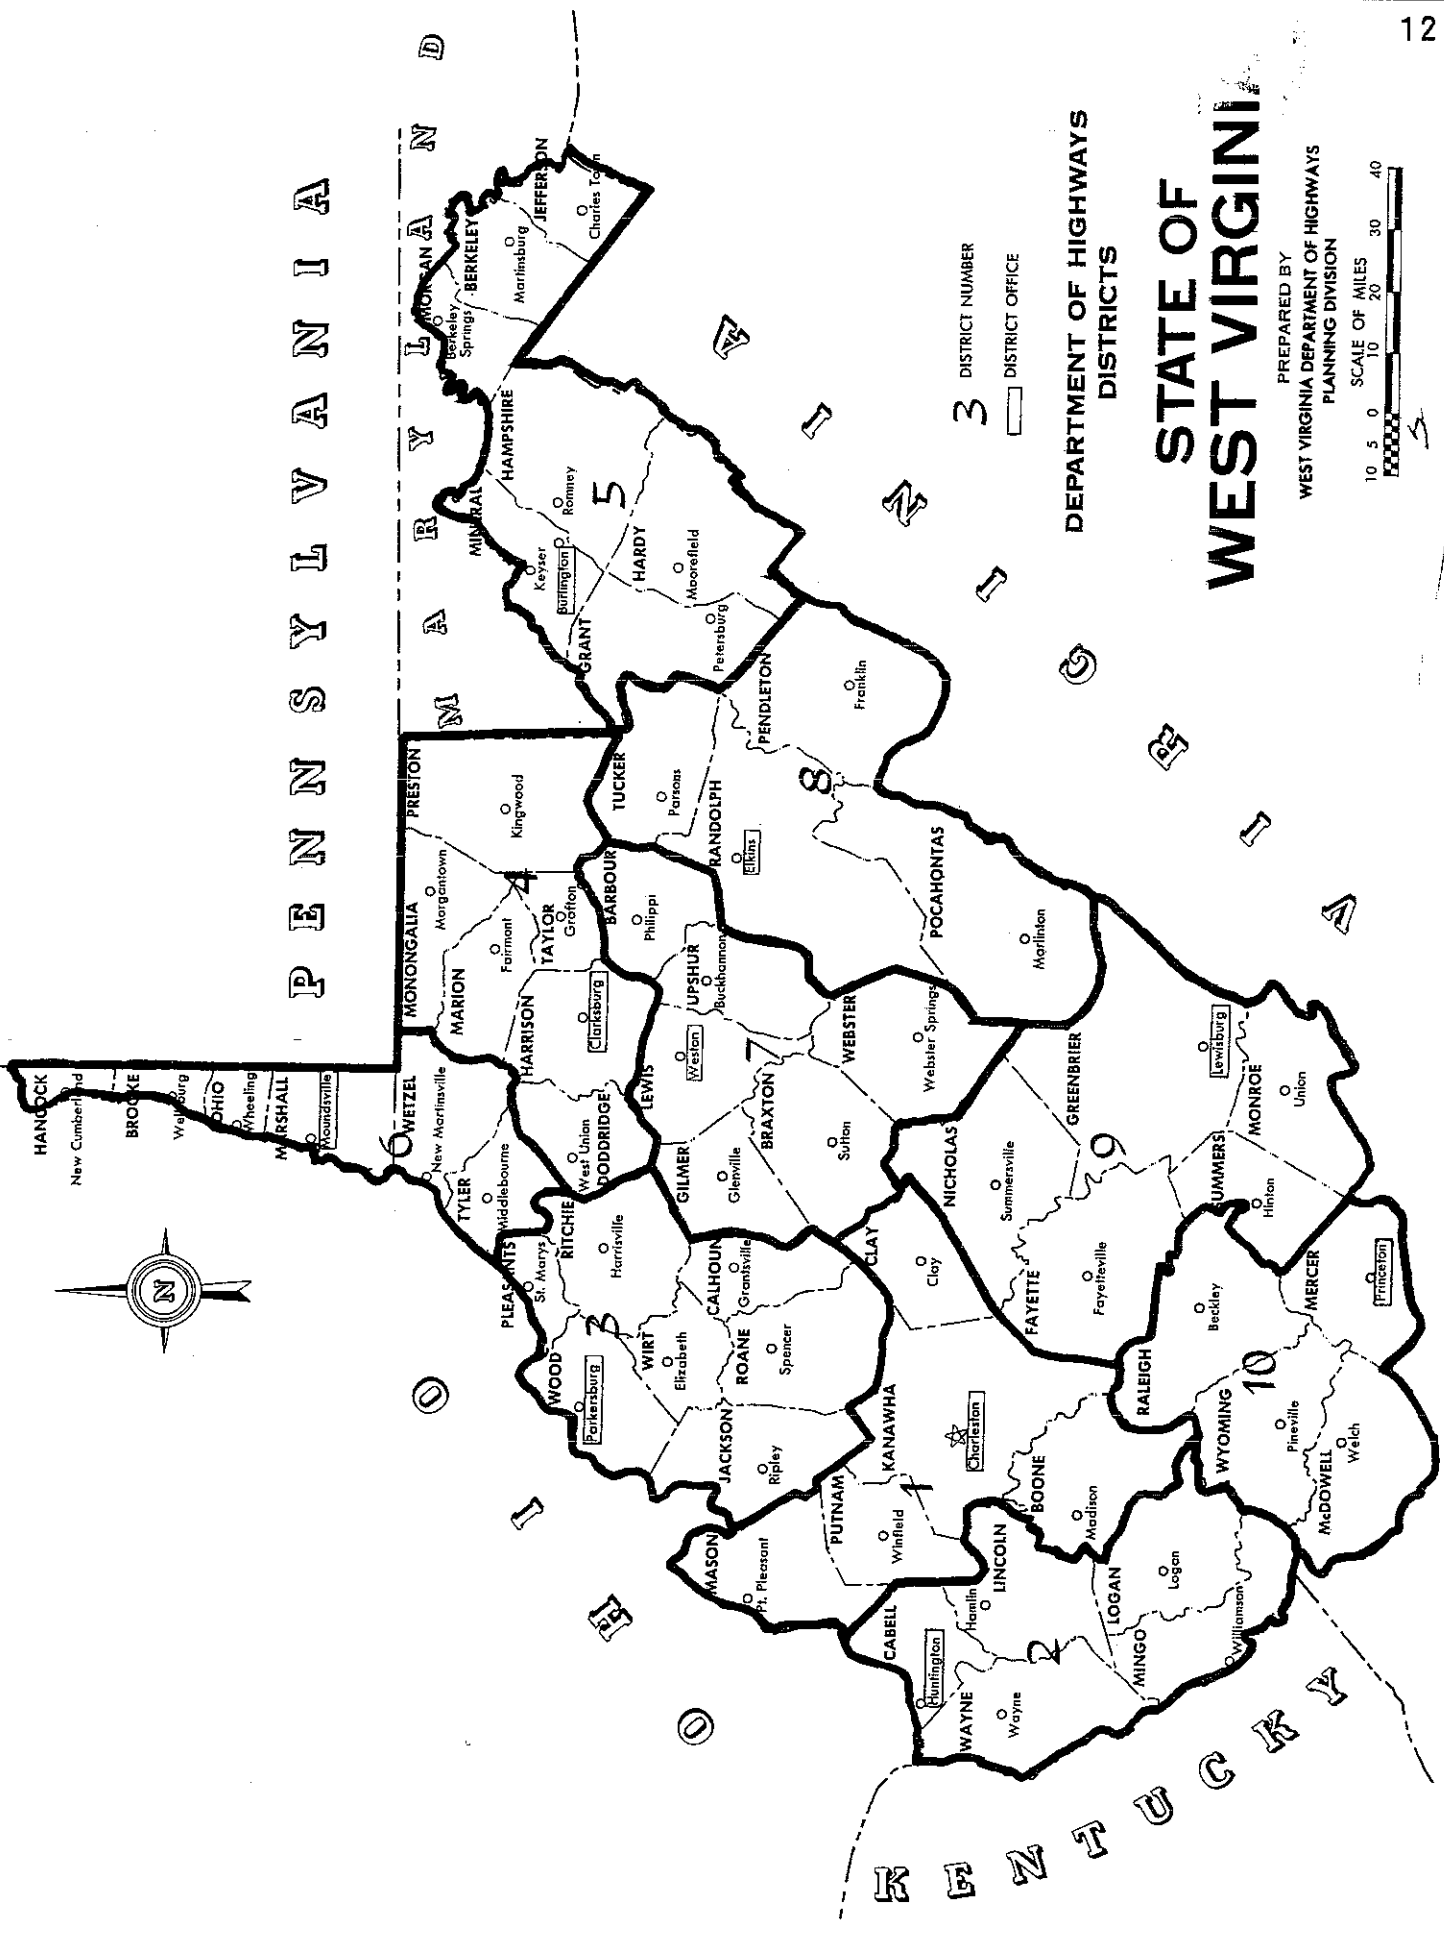 12
PENNSYLVANIA
MARYLAND
OHIO
KENTUCKY
VIRGINIA
N
HANCOCK
New Cumberland
BROOKE
Wellsburg
OHIO
Wheeling
MARSHALL
Moundsville
6
WETZEL
New Martinsville
TYLER
Middlebourne
MONONGALIA
Morgantown
PRESTON
Kingwood
MARION
Fairmont
4
TAYLOR
Grafton
HARRISON
Clarksburg
DODDRIDGE
West Union
PLEASANTS
St. Marys
RITCHIE
Harrisville
WOOD
Parkersburg
3
WIRT
Elizabeth
CALHOUN
Grantsville
ROANE
Spencer
JACKSON
Ripley
MASON
Pt. Pleasant
PUTNAM
Winfield
1
KANAWHA
Charleston
CLAY
Clay
BOONE
Madison
CABELL
Huntington
WAYNE
Wayne
LINCOLN
Hamlin
2
LOGAN
Logan
MINGO
Williamson
BARBOUR
Philippi
LEWIS
Weston
UPSHUR
Buckhannon
7
GILMER
Glenville
BRAXTON
Sutton
WEBSTER
Webster Springs
TUCKER
Parsons
RANDOLPH
Elkins
PENDLETON
Franklin
8
POCAHONTAS
Marlinton
MORGAN
Berkeley
Springs
BERKELEY
Martinsburg
JEFFERSON
Charles Town
HAMPSHIRE
Romney
MINERAL
Keyser
Burlington
5
HARDY
Moorefield
GRANT
Petersburg
NICHOLAS
Summersville
GREENBRIER
Lewisburg
9
FAYETTE
Fayetteville
SUMMERS
Hinton
MONROE
Union
RALEIGH
Beckley
MERCER
Princeton
10
WYOMING
Pineville
McDOWELL
Welch
3 DISTRICT NUMBER
DISTRICT OFFICE
DEPARTMENT OF HIGHWAYS
DISTRICTS
STATE OF
WEST VIRGINIA
PREPARED BY
WEST VIRGINIA DEPARTMENT OF HIGHWAYS
PLANNING DIVISION
SCALE OF MILES
10 5 0 10 20 30 40